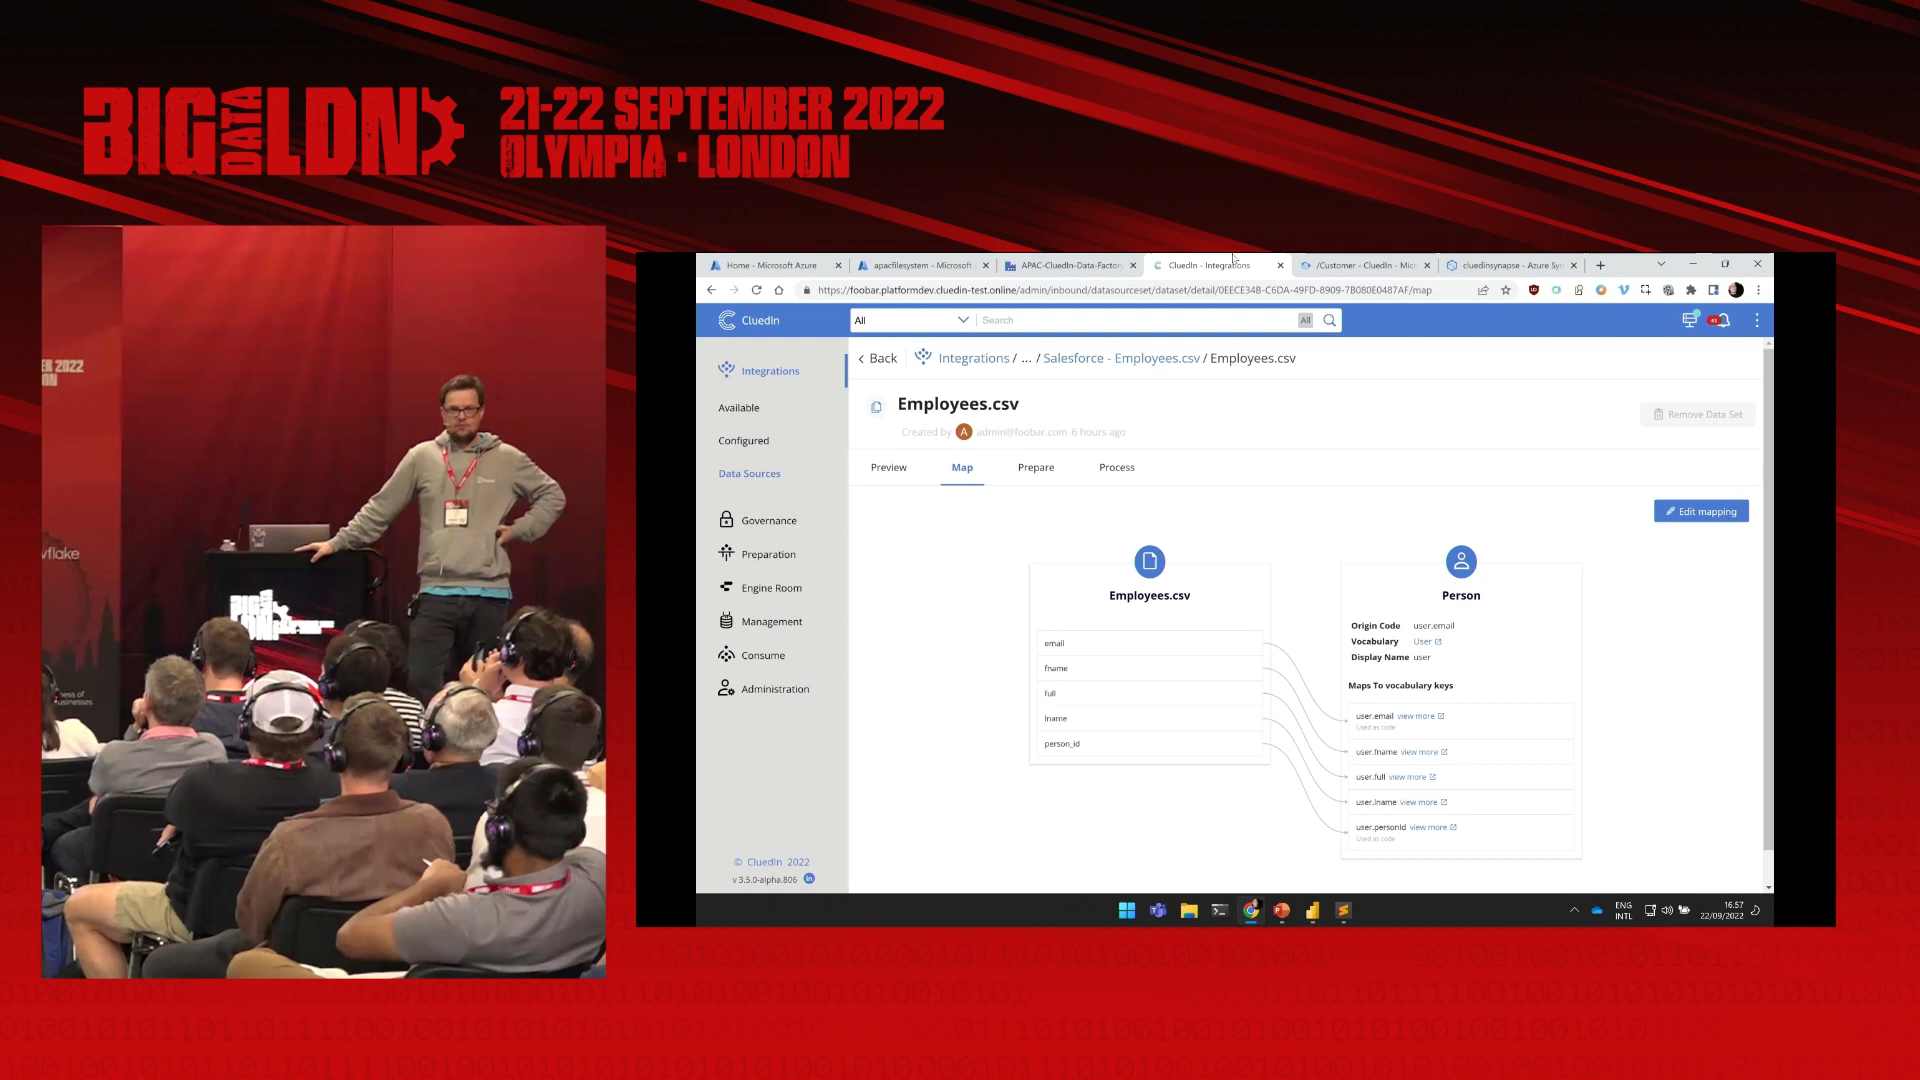 BIG DATA LDN
21-22 SEPTEMBER 2022
OLYMPIA · LONDON
Home - Microsoft Azure
apacfilesystem - Microsoft
APAC-CluedIn-Data-Factory
CluedIn - Integrations
/Customer - CluedIn - Mic
cluedinsynapse - Azure Syn
https://foobar.platformdev.cluedin-test.online/admin/inbound/datasourceset/dataset/detail/0EECE34B-C6DA-49FD-8909-7B080E0487AF/map
CluedIn
All
Search
All
Back
Integrations / ... / Salesforce - Employees.csv / Employees.csv
Integrations
Available
Configured
Data Sources
Governance
Preparation
Engine Room
Management
Consume
Administration
© CluedIn 2022
v 3.5.0-alpha.806
Employees.csv
Created by A admin@foobar.com 6 hours ago
Remove Data Set
Preview Map Prepare Process
Edit mapping
Employees.csv
email
fname
full
lname
person_id
Person
Origin Code user.email
Vocabulary User
Display Name user
Maps To vocabulary keys
user.email view more
Used as code
user.fname view more
user.full view more
user.lname view more
user.personId view more
Used as code
ENG
INTL
16.57
22/09/2022
2022